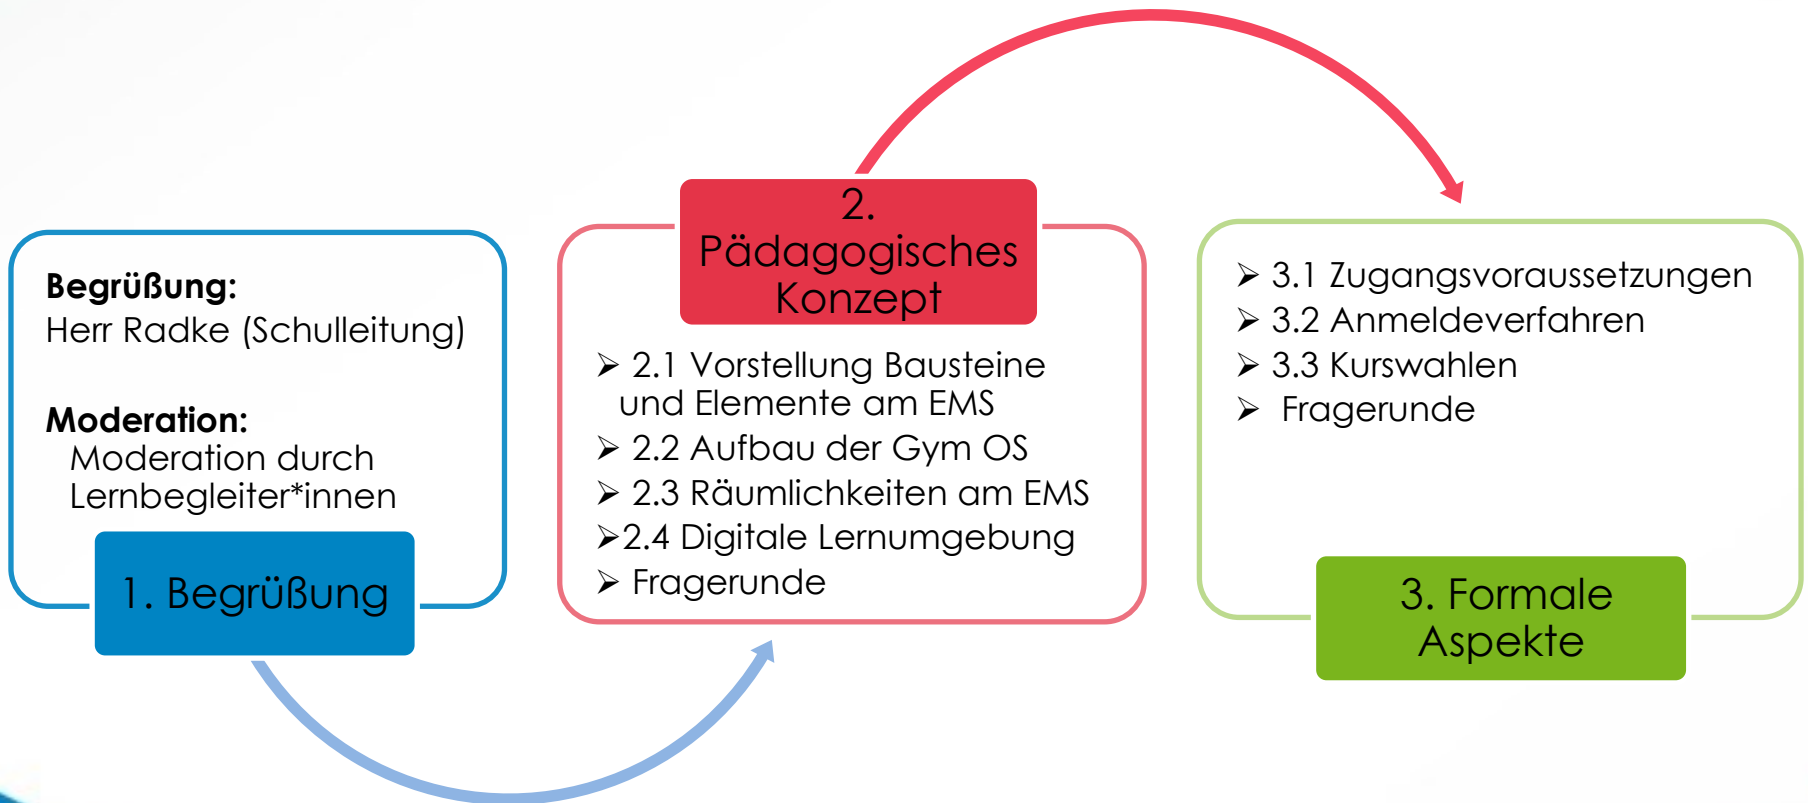 Begrüßung:
Herr Radke (Schulleitung)
Moderation:
Moderation durch
Lernbegleiter*innen
1. Begrüßung
2.
Pädagogisches
Konzept
➢ 2.1 Vorstellung Bausteine
und Elemente am EMS
➢ 2.2 Aufbau der Gym OS
➢ 2.3 Räumlichkeiten am EMS
➢2.4 Digitale Lernumgebung
➢ Fragerunde
➢ 3.1 Zugangsvoraussetzungen
➢ 3.2 Anmeldeverfahren
➢ 3.3 Kurswahlen
➢ Fragerunde
3. Formale
Aspekte